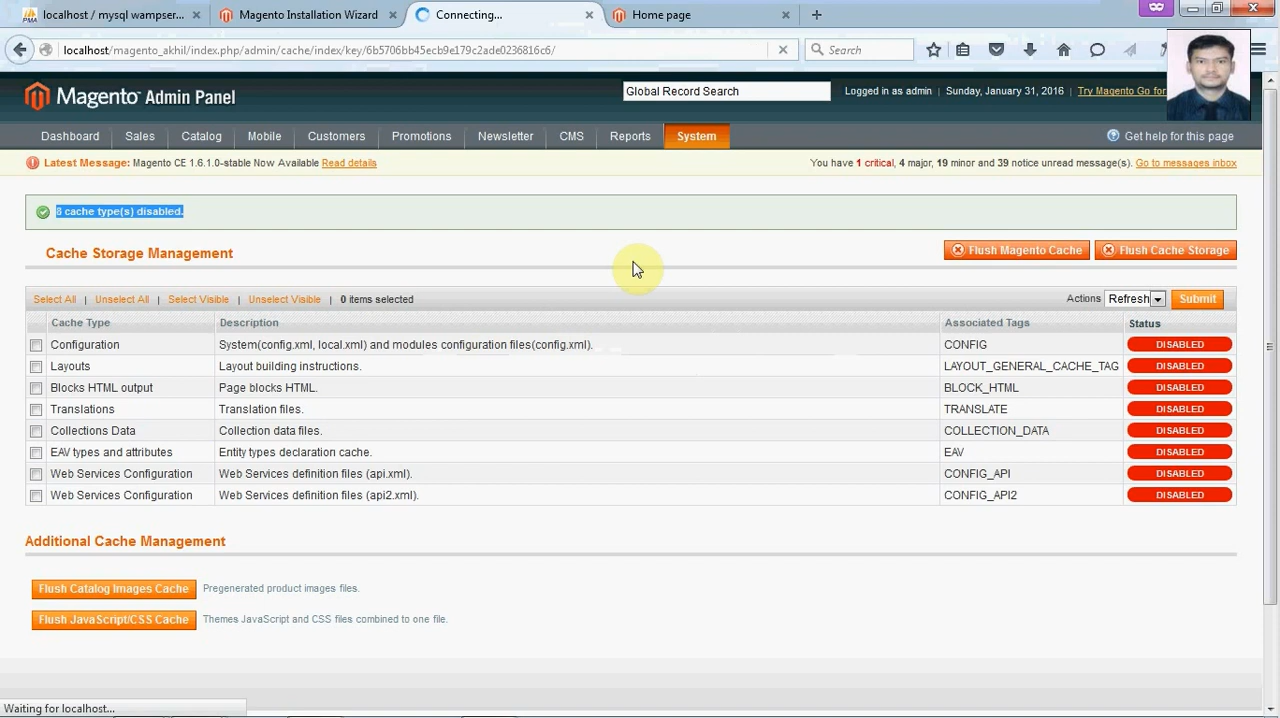 localhost / mysql wampser...
Magento Installation Wizard
Connecting...
Home page
localhost/magento_akhil/index.php/admin/cache/index/key/6b5706bb45ecb9e179c2ade0236816c6/
Search
Magento Admin Panel
Global Record Search
Logged in as admin
Sunday, January 31, 2016
Try Magento Go for
Dashboard
Sales
Catalog
Mobile
Customers
Promotions
Newsletter
CMS
Reports
System
Get help for this page
Latest Message: Magento CE 1.6.1.0-stable Now Available Read details
You have 1 critical, 4 major, 19 minor and 39 notice unread message(s). Go to messages inbox
8 cache type(s) disabled.
Cache Storage Management
Flush Magento Cache
Flush Cache Storage
Select All | Unselect All | Select Visible | Unselect Visible | 0 items selected
Actions Refresh Submit
Cache Type Description Associated Tags Status
Configuration System(config.xml, local.xml) and modules configuration files(config.xml). CONFIG DISABLED
Layouts Layout building instructions. LAYOUT_GENERAL_CACHE_TAG DISABLED
Blocks HTML output Page blocks HTML. BLOCK_HTML DISABLED
Translations Translation files. TRANSLATE DISABLED
Collections Data Collection data files. COLLECTION_DATA DISABLED
EAV types and attributes Entity types declaration cache. EAV DISABLED
Web Services Configuration Web Services definition files (api.xml). CONFIG_API DISABLED
Web Services Configuration Web Services definition files (api2.xml). CONFIG_API2 DISABLED
Additional Cache Management
Flush Catalog Images Cache Pregenerated product images files.
Flush JavaScript/CSS Cache Themes JavaScript and CSS files combined to one file.
Waiting for localhost...